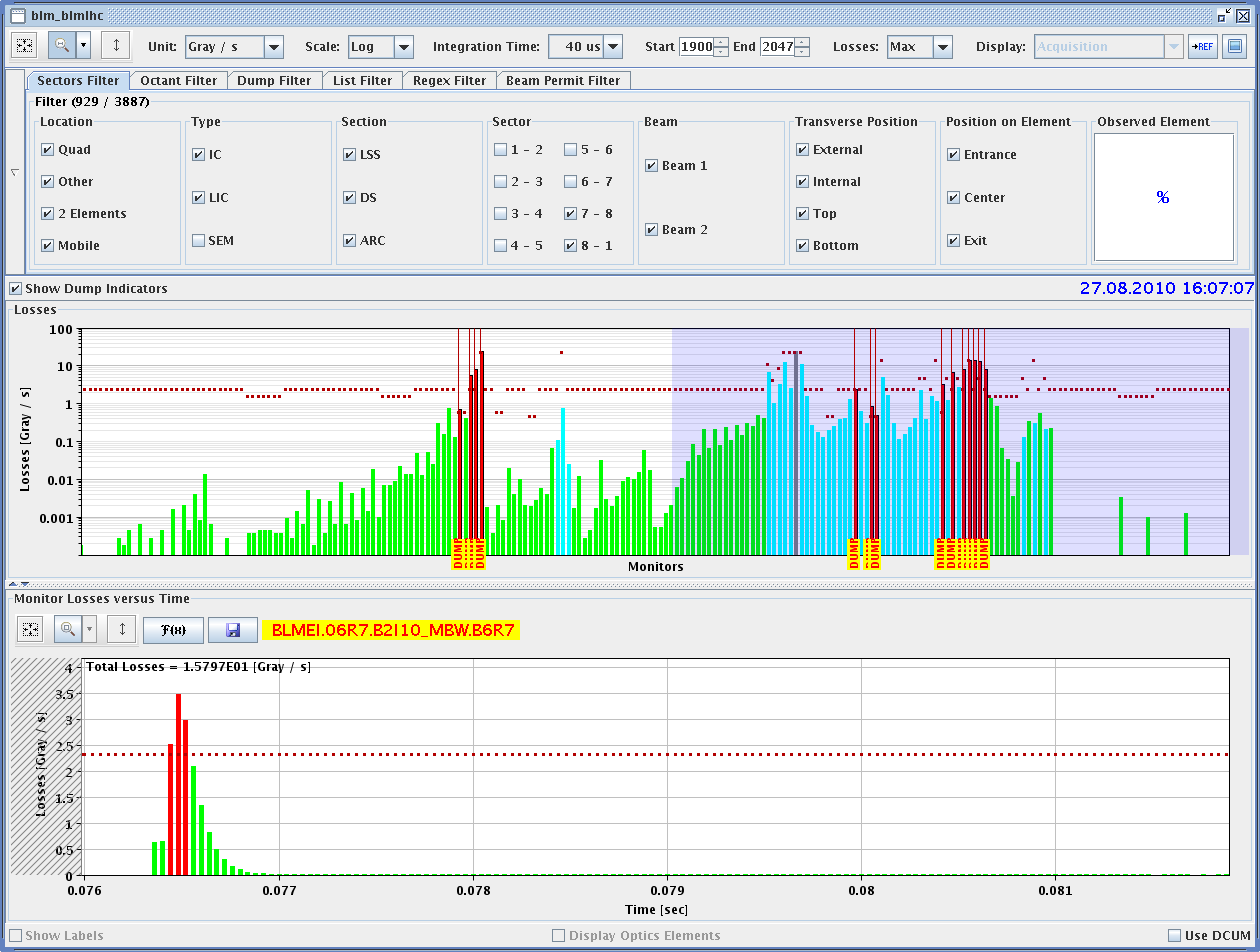 blm_blmlhc
Unit: Gray / s Scale: Log Integration Time: 40 us Start 1900 End 2047 Losses: Max Display: Acquisition →REF
Sectors Filter Octant Filter Dump Filter List Filter Regex Filter Beam Permit Filter
Filter (929 / 3887)
Location Type Section Sector Beam Transverse Position Position on Element Observed Element
Quad IC LSS 1 - 2 5 - 6 Beam 1 External Entrance
Other LIC DS 2 - 3 6 - 7 Internal Center %
2 Elements SEM ARC 3 - 4 7 - 8 Beam 2 Top Exit
Mobile 4 - 5 8 - 1 Bottom
Show Dump Indicators 27.08.2010 16:07:07
Losses
Losses [Gray / s]
100
10
1
0.1
0.01
0.001
DUMP DUMP DUMP DUMP DUMP DUMP DUMP
Monitors
Monitor Losses versus Time
F(x) BLMEI.06R7.B2I10_MBW.B6R7
Total Losses = 1.5797E01 [Gray / s]
Losses [Gray / s]
4
3.5
3
2.5
2
1.5
1
0.5
0
0.076 0.077 0.078 0.079 0.08 0.081
Time [sec]
Show Labels Display Optics Elements Use DCUM